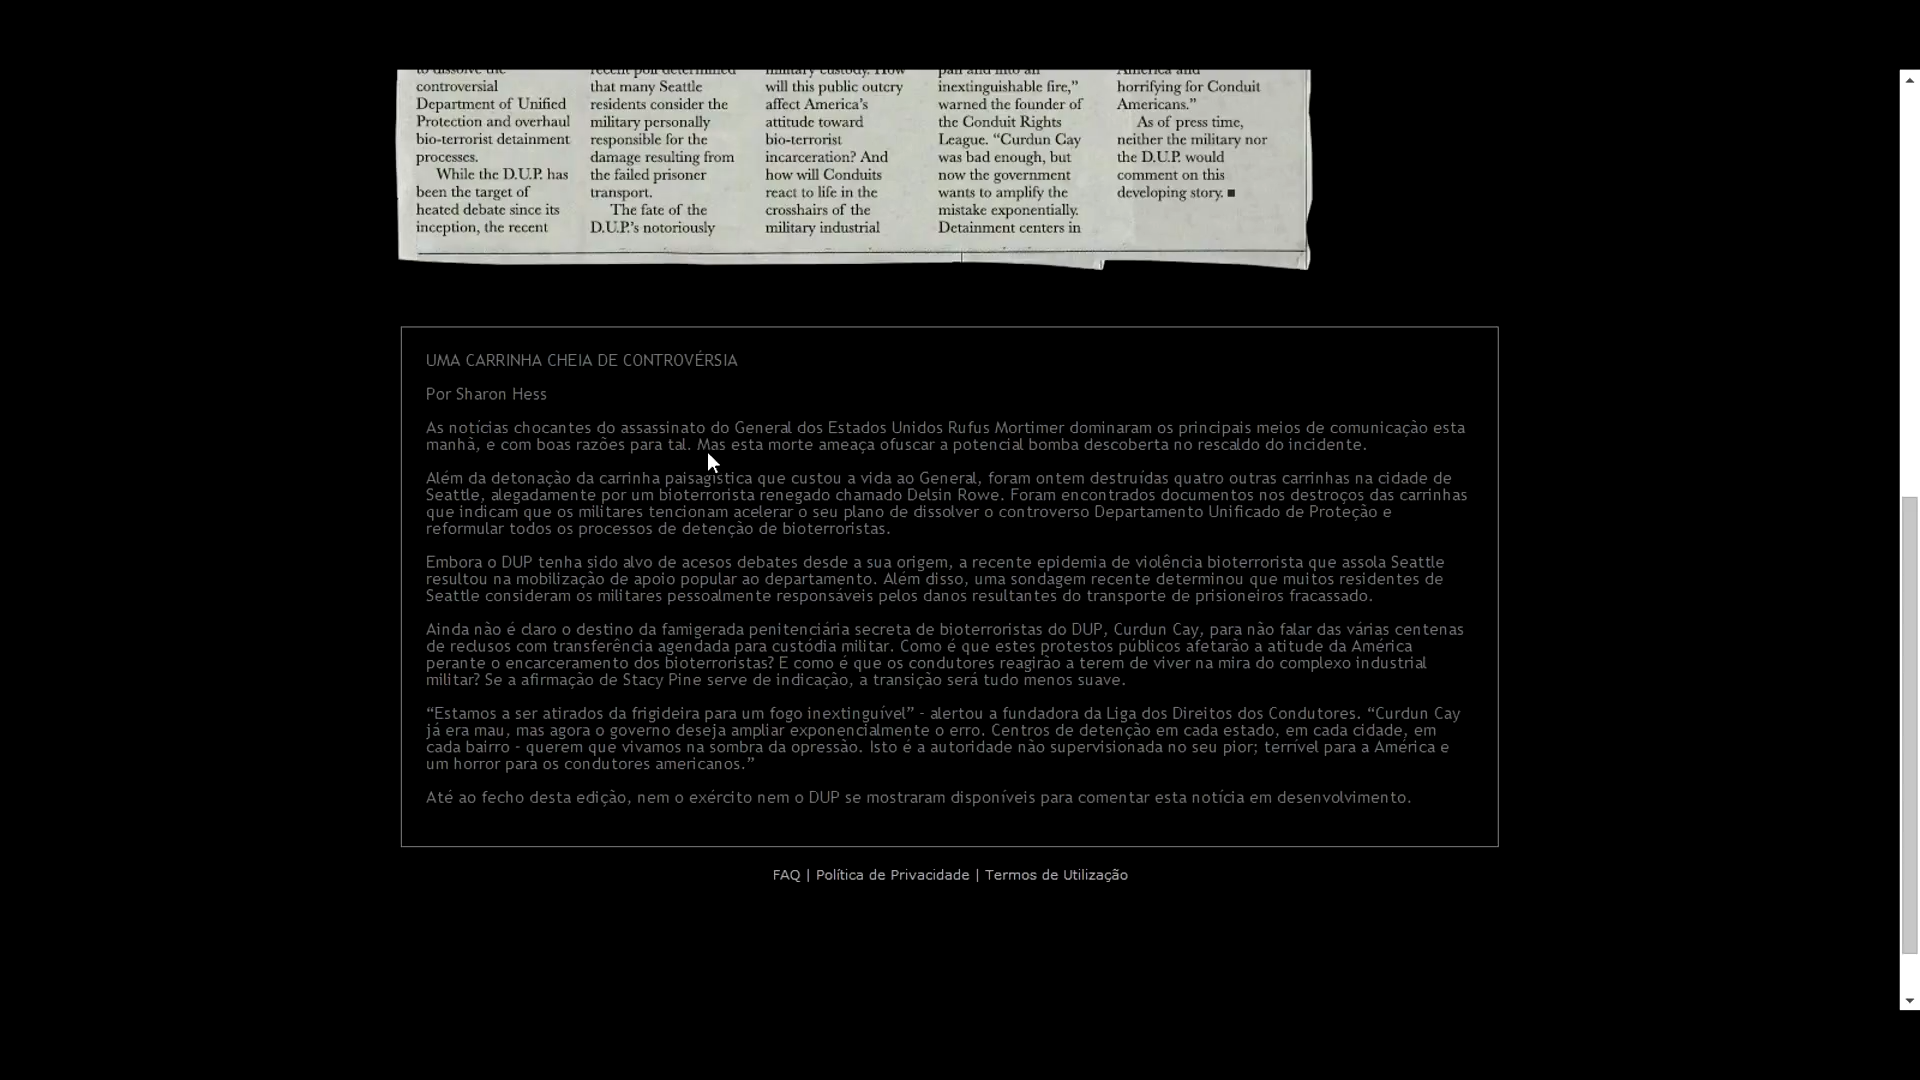 to dissolve the
controversial
Department of Unified
Protection and overhaul
bio-terrorist detainment
processes.
While the D.U.P. has
been the target of
heated debate since its
inception, the recent
recent poll determined
that many Seattle
residents consider the
military personally
responsible for the
damage resulting from
the failed prisoner
transport.
The fate of the
D.U.P.'s notoriously
military custody. How
will this public outcry
affect America's
attitude toward
bio-terrorist
incarceration? And
how will Conduits
react to life in the
crosshairs of the
military industrial
pan and into an
inextinguishable fire,”
warned the founder of
the Conduit Rights
League. “Curdun Cay
was bad enough, but
now the government
wants to amplify the
mistake exponentially.
Detainment centers in
America and
horrifying for Conduit
Americans.”
As of press time,
neither the military nor
the D.U.P. would
comment on this
developing story. ■
UMA CARRINHA CHEIA DE CONTROVÉRSIA
Por Sharon Hess
As notícias chocantes do assassinato do General dos Estados Unidos Rufus Mortimer dominaram os principais meios de comunicação esta
manhã, e com boas razões para tal. Mas esta morte ameaça ofuscar a potencial bomba descoberta no rescaldo do incidente.
Além da detonação da carrinha paisagística que custou a vida ao General, foram ontem destruídas quatro outras carrinhas na cidade de
Seattle, alegadamente por um bioterrorista renegado chamado Delsin Rowe. Foram encontrados documentos nos destroços das carrinhas
que indicam que os militares tencionam acelerar o seu plano de dissolver o controverso Departamento Unificado de Proteção e
reformular todos os processos de detenção de bioterroristas.
Embora o DUP tenha sido alvo de acesos debates desde a sua origem, a recente epidemia de violência bioterrorista que assola Seattle
resultou na mobilização de apoio popular ao departamento. Além disso, uma sondagem recente determinou que muitos residentes de
Seattle consideram os militares pessoalmente responsáveis pelos danos resultantes do transporte de prisioneiros fracassado.
Ainda não é claro o destino da famigerada penitenciária secreta de bioterroristas do DUP, Curdun Cay, para não falar das várias centenas
de reclusos com transferência agendada para custódia militar. Como é que estes protestos públicos afetarão a atitude da América
perante o encarceramento dos bioterroristas? E como é que os condutores reagirão a terem de viver na mira do complexo industrial
militar? Se a afirmação de Stacy Pine serve de indicação, a transição será tudo menos suave.
“Estamos a ser atirados da frigideira para um fogo inextinguível” - alertou a fundadora da Liga dos Direitos dos Condutores. “Curdun Cay
já era mau, mas agora o governo deseja ampliar exponencialmente o erro. Centros de detenção em cada estado, em cada cidade, em
cada bairro - querem que vivamos na sombra da opressão. Isto é a autoridade não supervisionada no seu pior; terrível para a América e
um horror para os condutores americanos.”
Até ao fecho desta edição, nem o exército nem o DUP se mostraram disponíveis para comentar esta notícia em desenvolvimento.
FAQ | Política de Privacidade | Termos de Utilização